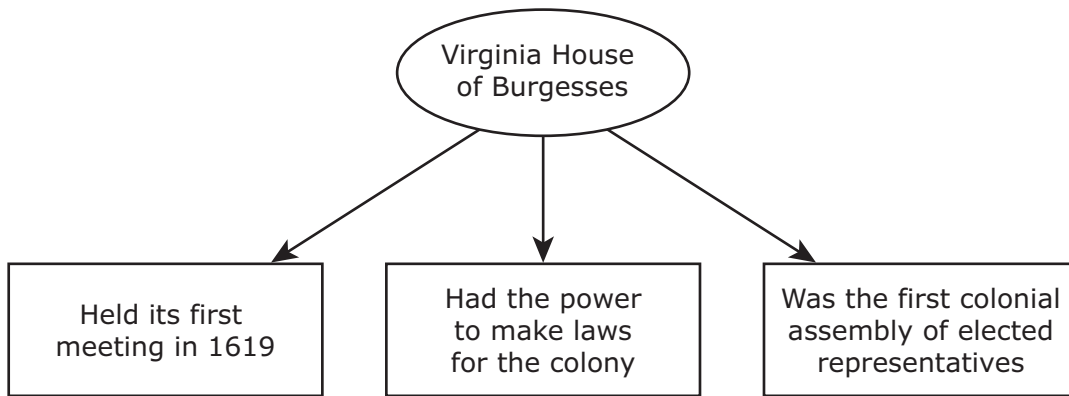 Virginia House
of Burgesses
Held its first
meeting in 1619
Had the power
to make laws
for the colony
Was the first colonial
assembly of elected
representatives